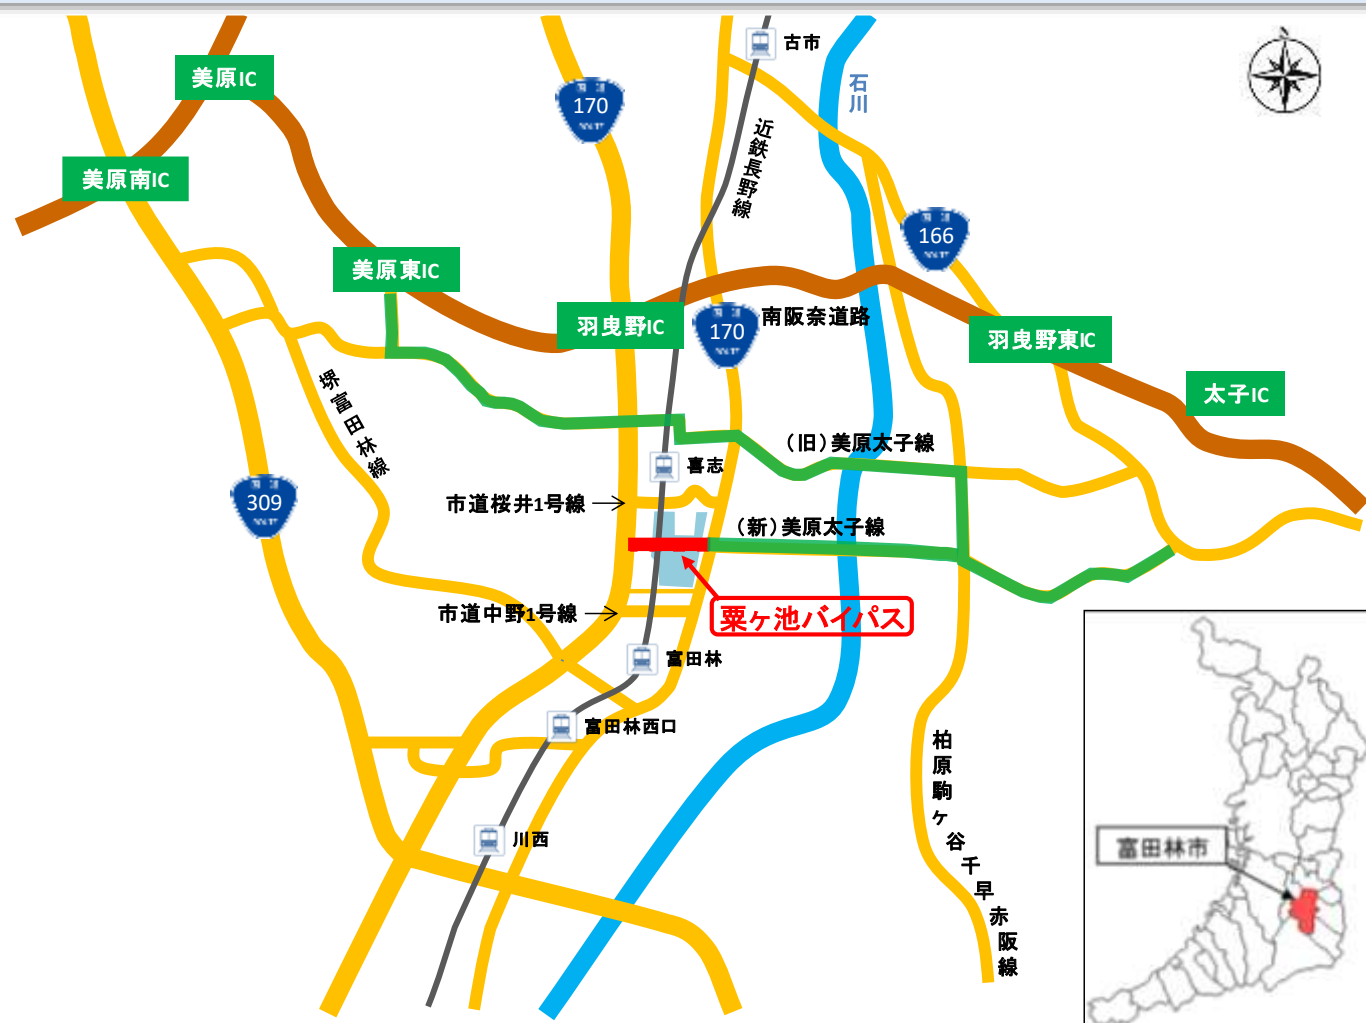 古市
美原IC
石川
170
近鉄長野線
美原南IC
166
美原東IC
羽曳野IC
170
南阪奈道路
羽曳野東IC
太子IC
堺富田林線
（旧）美原太子線
喜志
309
市道桜井1号線
（新）美原太子線
市道中野1号線
粟ヶ池バイパス
富田林
富田林西口
柏原駒ヶ谷千早赤阪線
川西
富田林市